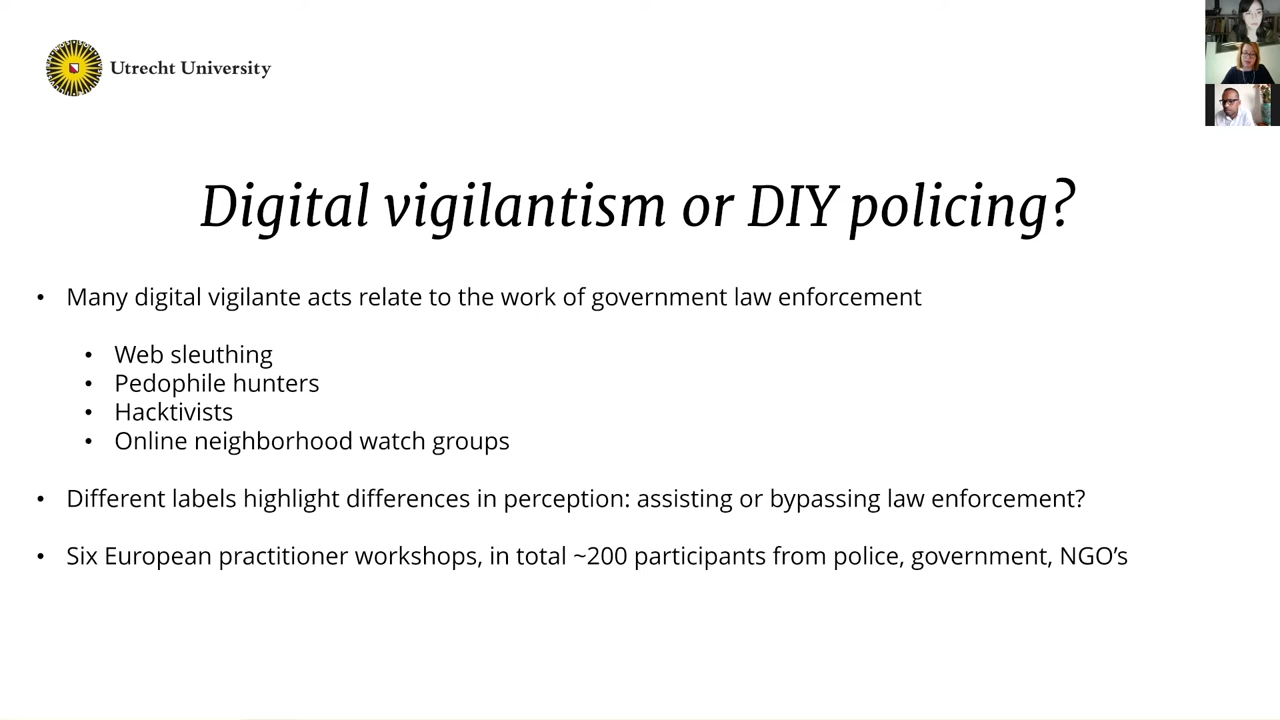 Utrecht University
Digital vigilantism or DIY policing?
• Many digital vigilante acts relate to the work of government law enforcement
• Web sleuthing
• Pedophile hunters
• Hacktivists
• Online neighborhood watch groups
• Different labels highlight differences in perception: assisting or bypassing law enforcement?
• Six European practitioner workshops, in total ~200 participants from police, government, NGO’s